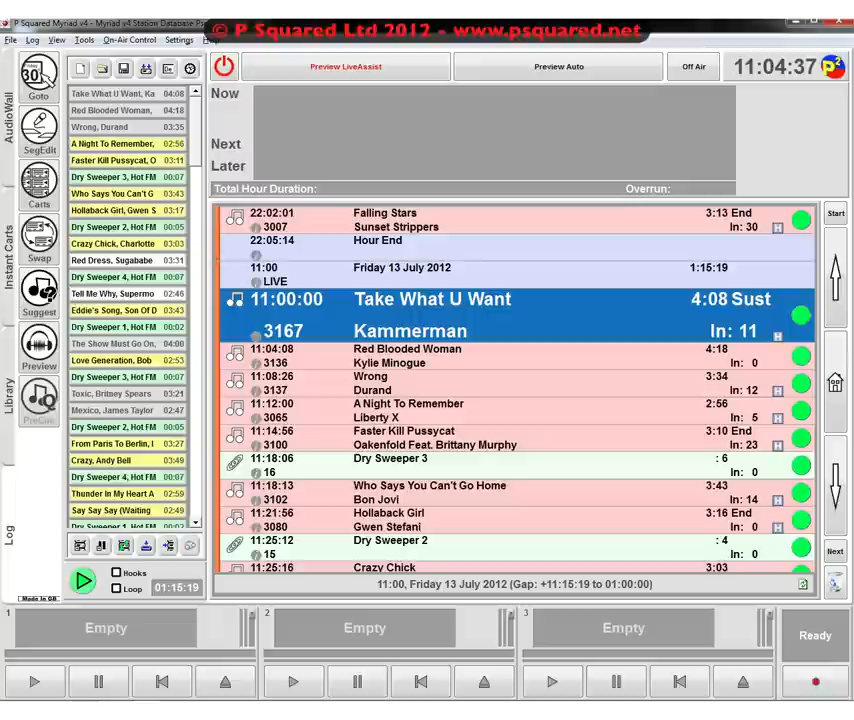 P Squared Myriad v4 - Myriad v4 Station Database
© P Squared Ltd 2012 - www.psquared.net
File Log View Tools On-Air Control Settings
AudioWall
Instant Carts
Library
Log
Goto
SegEdit
Carts
Swap
Suggest
Preview
PreCue
Made in GB
Take What U Want, Ka 04:08
Red Blooded Woman, 04:18
Wrong, Durand 03:35
A Night To Remember, 02:56
Faster Kill Pussycat, O 03:11
Dry Sweeper 3, Hot FM 00:07
Who Says You Can't G 03:43
Hollaback Girl, Gwen S 03:17
Dry Sweeper 2, Hot FM 00:05
Crazy Chick, Charlotte 03:03
Red Dress, Sugababe 03:31
Dry Sweeper 4, Hot FM 00:07
Tell Me Why, Supermo 02:46
Eddie's Song, Son Of D 03:43
Dry Sweeper 1, Hot FM 00:02
The Show Must Go On, 04:00
Love Generation, Bob 02:53
Dry Sweeper 3, Hot FM 00:07
Toxic, Britney Spears 03:21
Mexico, James Taylor 02:47
Dry Sweeper 2, Hot FM 00:05
From Paris To Berlin, I 03:27
Crazy, Andy Bell 03:49
Dry Sweeper 4, Hot FM 00:07
Thunder In My Heart A 02:59
Say Say Say (Waiting 02:49
Dry Sweeper 1, Hot FM 00:02
Hooks
Loop 01:15:19
Preview LiveAssist Preview Auto Off Air 11:04:37
Now
Next
Later
Total Hour Duration: Overrun:
22:02:01 Falling Stars 3:13 End
3007 Sunset Strippers In: 30
22:05:14 Hour End
11:00 Friday 13 July 2012 1:15:19
LIVE
11:00:00 Take What U Want 4:08 Sust
3167 Kammerman In: 11
11:04:08 Red Blooded Woman 4:18
3136 Kylie Minogue In: 0
11:08:26 Wrong 3:34
3137 Durand In: 12
11:12:00 A Night To Remember 2:56
3065 Liberty X In: 5
11:14:56 Faster Kill Pussycat 3:10 End
3100 Oakenfold Feat. Brittany Murphy In: 23
11:18:06 Dry Sweeper 3 : 6
16 In: 0
11:18:13 Who Says You Can't Go Home 3:43
3102 Bon Jovi In: 14
11:21:56 Hollaback Girl 3:16 End
3080 Gwen Stefani In: 0
11:25:12 Dry Sweeper 2 : 4
15 In: 0
11:25:16 Crazy Chick 3:03
11:00, Friday 13 July 2012 (Gap: +11:15:19 to 01:00:00)
Start
Next
1 Empty
2 Empty
3 Empty
Ready